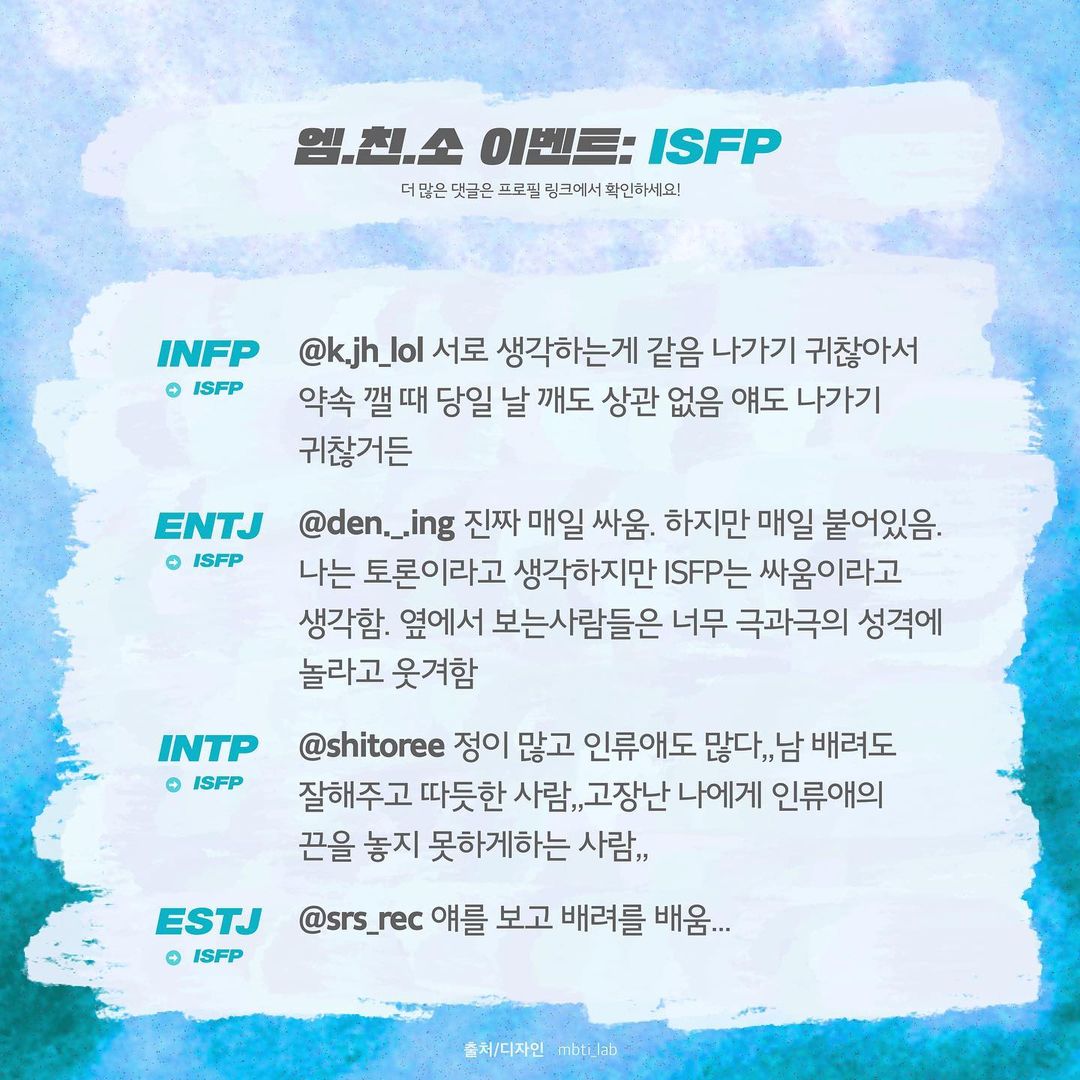 엠.친.소 이벤트: ISFP
더 많은 댓글은 프로필 링크에서 확인하세요!
INFP
ISFP
@k.jh_lol 서로 생각하는게 같음 나가기 귀찮아서
약속 깰 때 당일 날 깨도 상관 없음 얘도 나가기
귀찮거든
ENTJ
ISFP
@den._.ing 진짜 매일 싸움. 하지만 매일 붙어있음.
나는 토론이라고 생각하지만 ISFP는 싸움이라고
생각함. 옆에서 보는사람들은 너무 극과극의 성격에
놀라고 웃겨함
INTP
ISFP
@shitoree 정이 많고 인류애도 많다,,남 배려도
잘해주고 따듯한 사람,,고장난 나에게 인류애의
끈을 놓지 못하게하는 사람,,
ESTJ
ISFP
@srs_rec 얘를 보고 배려를 배움...
출처/디자인 mbti_lab